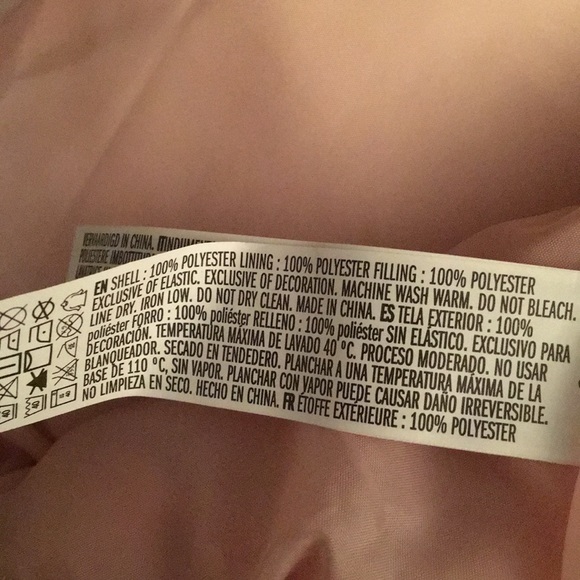 VERVAARDIGD IN CHINA.
EN SHELL : 100% POLYESTER LINING : 100% POLYESTER FILLING : 100% POLYESTER
EXCLUSIVE OF ELASTIC. EXCLUSIVE OF DECORATION. MACHINE WASH WARM. DO NOT BLEACH.
LINE DRY. IRON LOW. DO NOT DRY CLEAN. MADE IN CHINA. ES TELA EXTERIOR : 100%
poliéster FORRO : 100% poliéster RELLENO : 100% poliéster SIN ELÁSTICO. EXCLUSIVO PARA
DECORACIÓN. TEMPERATURA MÁXIMA DE LAVADO 40 °C. PROCESO MODERADO. NO USAR
BLANQUEADOR. SECADO EN TENDEDERO. PLANCHAR A UNA TEMPERATURA MÁXIMA DE LA
BASE DE 110 °C, SIN VAPOR. PLANCHAR CON VAPOR PUEDE CAUSAR DAÑO IRREVERSIBLE.
NO LIMPIEZA EN SECO. HECHO EN CHINA. FR ÉTOFFE EXTÉRIEURE : 100% POLYESTER